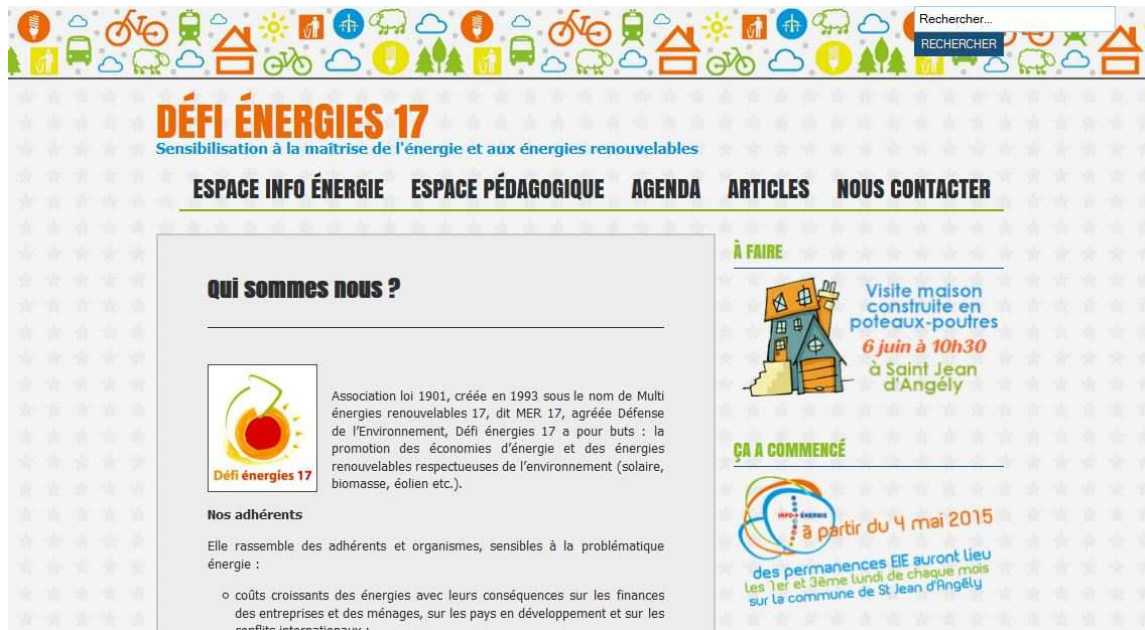 Rechercher...
RECHERCHER
DÉFI ÉNERGIES 17
Sensibilisation à la maîtrise de l'énergie et aux énergies renouvelables
ESPACE INFO ÉNERGIE ESPACE PÉDAGOGIQUE AGENDA ARTICLES NOUS CONTACTER
Qui sommes nous ?
Défi énergies 17
Association loi 1901, créée en 1993 sous le nom de Multi
énergies renouvelables 17, dit MER 17, agréée Défense
de l'Environnement, Défi énergies 17 a pour buts : la
promotion des économies d'énergie et des énergies
renouvelables respectueuses de l'environnement (solaire,
biomasse, éolien etc.).
Nos adhérents
Elle rassemble des adhérents et organismes, sensibles à la problématique
énergie :
coûts croissants des énergies avec leurs conséquences sur les finances
des entreprises et des ménages, sur les pays en développement et sur les
conflits internationaux ;
À FAIRE
Visite maison
construite en
poteaux-poutres
6 juin à 10h30
à Saint Jean
d'Angély
ÇA A COMMENCÉ
INFO ÉNERGIE
à partir du 4 mai 2015
des permanences EIE auront lieu
les 1er et 3ème lundi de chaque mois
sur la commune de St Jean d'Angély